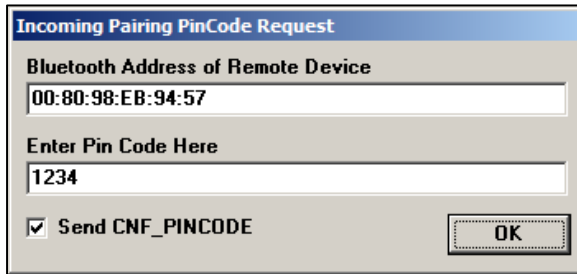 Incoming Pairing PinCode Request
Bluetooth Address of Remote Device
00:80:98:EB:94:57
Enter Pin Code Here
1234
Send CNF_PINCODE
OK